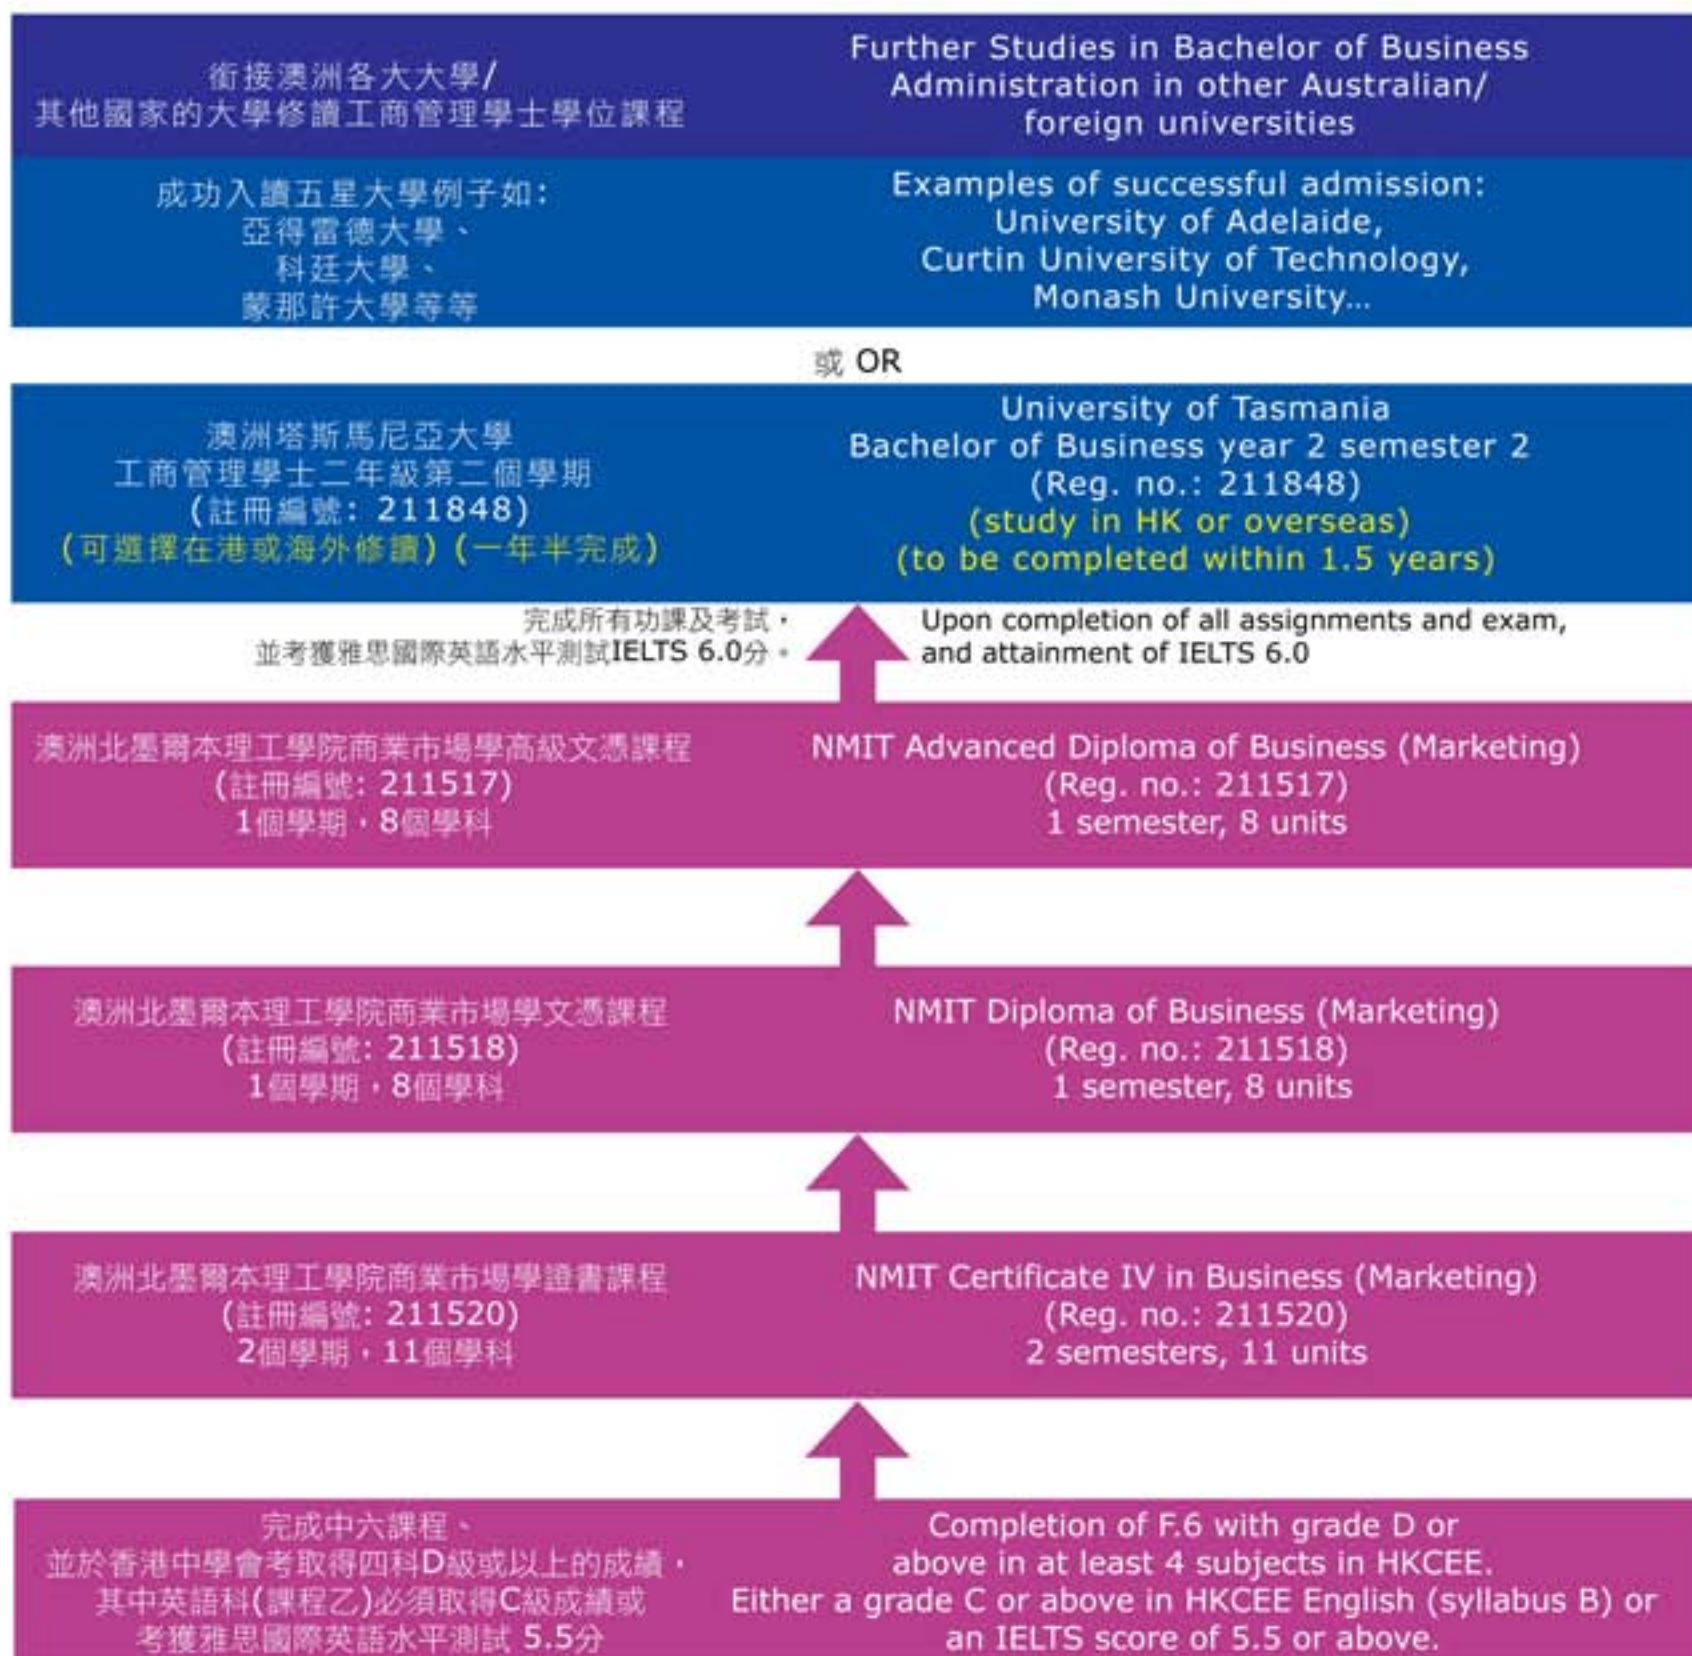 銜接澳洲各大大學/
其他國家的大學修讀工商管理學士學位課程
Further Studies in Bachelor of Business
Administration in other Australian/
foreign universities
成功入讀五星大學例子如:
亞得雷德大學、
科廷大學、
蒙那許大學等等
Examples of successful admission:
University of Adelaide,
Curtin University of Technology,
Monash University…
或 OR
澳洲塔斯馬尼亞大學
工商管理學士二年級第二個學期
(註冊編號: 211848)
(可選擇在港或海外修讀) (一年半完成)
University of Tasmania
Bachelor of Business year 2 semester 2
(Reg. no.: 211848)
(study in HK or overseas)
(to be completed within 1.5 years)
完成所有功課及考試，
並考獲雅思國際英語水平測試IELTS 6.0分。
Upon completion of all assignments and exam,
and attainment of IELTS 6.0
澳洲北墨爾本理工學院商業市場學高級文憑課程
(註冊編號: 211517)
1個學期，8個學科
NMIT Advanced Diploma of Business (Marketing)
(Reg. no.: 211517)
1 semester, 8 units
澳洲北墨爾本理工學院商業市場學文憑課程
(註冊編號: 211518)
1個學期，8個學科
NMIT Diploma of Business (Marketing)
(Reg. no.: 211518)
1 semester, 8 units
澳洲北墨爾本理工學院商業市場學證書課程
(註冊編號: 211520)
2個學期，11個學科
NMIT Certificate IV in Business (Marketing)
(Reg. no.: 211520)
2 semesters, 11 units
完成中六課程、
並於香港中學會考取得四科D級或以上的成績，
其中英語科(課程乙)必須取得C級成績或
考獲雅思國際英語水平測試 5.5分
Completion of F.6 with grade D or
above in at least 4 subjects in HKCEE.
Either a grade C or above in HKCEE English (syllabus B) or
an IELTS score of 5.5 or above.